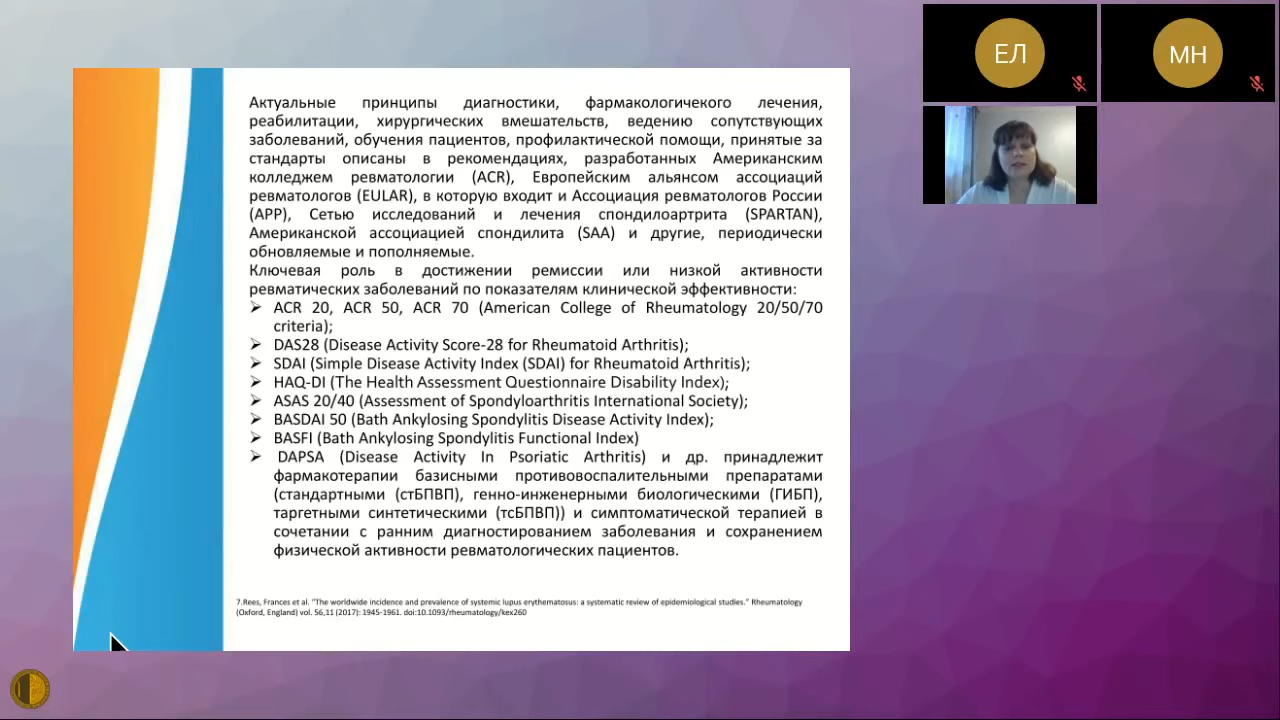 Актуальные принципы диагностики, фармакологичекого лечения,
реабилитации, хирургических вмешательств, ведению сопутствующих
заболеваний, обучения пациентов, профилактической помощи, принятые за
стандарты описаны в рекомендациях, разработанных Американским
колледжем ревматологии (ACR), Европейским альянсом ассоциаций
ревматологов (EULAR), в которую входит и Ассоциация ревматологов России
(АРР), Сетью исследований и лечения спондилоартрита (SPARTAN),
Американской ассоциацией спондилита (SAA) и другие, периодически
обновляемые и пополняемые.
Ключевая роль в достижении ремиссии или низкой активности
ревматических заболеваний по показателям клинической эффективности:
➢ ACR 20, ACR 50, ACR 70 (American College of Rheumatology 20/50/70
criteria);
➢ DAS28 (Disease Activity Score-28 for Rheumatoid Arthritis);
➢ SDAI (Simple Disease Activity Index (SDAI) for Rheumatoid Arthritis);
➢ HAQ-DI (The Health Assessment Questionnaire Disability Index);
➢ ASAS 20/40 (Assessment of Spondyloarthritis International Society);
➢ BASDAI 50 (Bath Ankylosing Spondylitis Disease Activity Index);
➢ BASFI (Bath Ankylosing Spondylitis Functional Index)
➢ DAPSA (Disease Activity In Psoriatic Arthritis) и др. принадлежит
фармакотерапии базисными противовоспалительными препаратами
(стандартными (стБПВП), генно-инженерными биологическими (ГИБП),
таргетными синтетическими (тсБПВП)) и симптоматической терапией в
сочетании с ранним диагностированием заболевания и сохранением
физической активности ревматологических пациентов.
7.Rees, Frances et al. "The worldwide incidence and prevalence of systemic lupus erythematosus: a systematic review of epidemiological studies." Rheumatology
(Oxford, England) vol. 56,11 (2017): 1945-1961. doi:10.1093/rheumatology/kex260
ЕЛ
МН